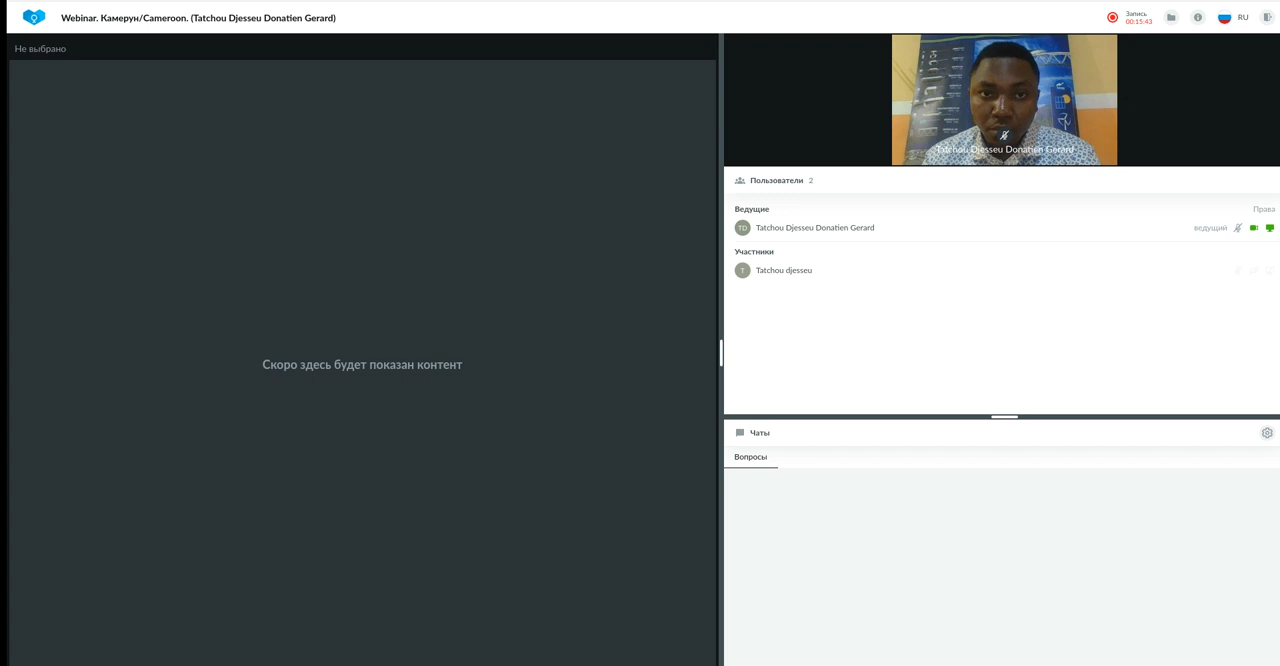 Webinar. Камерун/Cameroon. (Tatchou Djesseu Donatien Gerard)
Запись
00:15:43
RU
Не выбрано
Скоро здесь будет показан контент
Tatchou Djesseu Donatien Gerard
Пользователи 2
Ведущие Права
TD Tatchou Djesseu Donatien Gerard ведущий
Участники
T Tatchou djesseu
Чаты
Вопросы